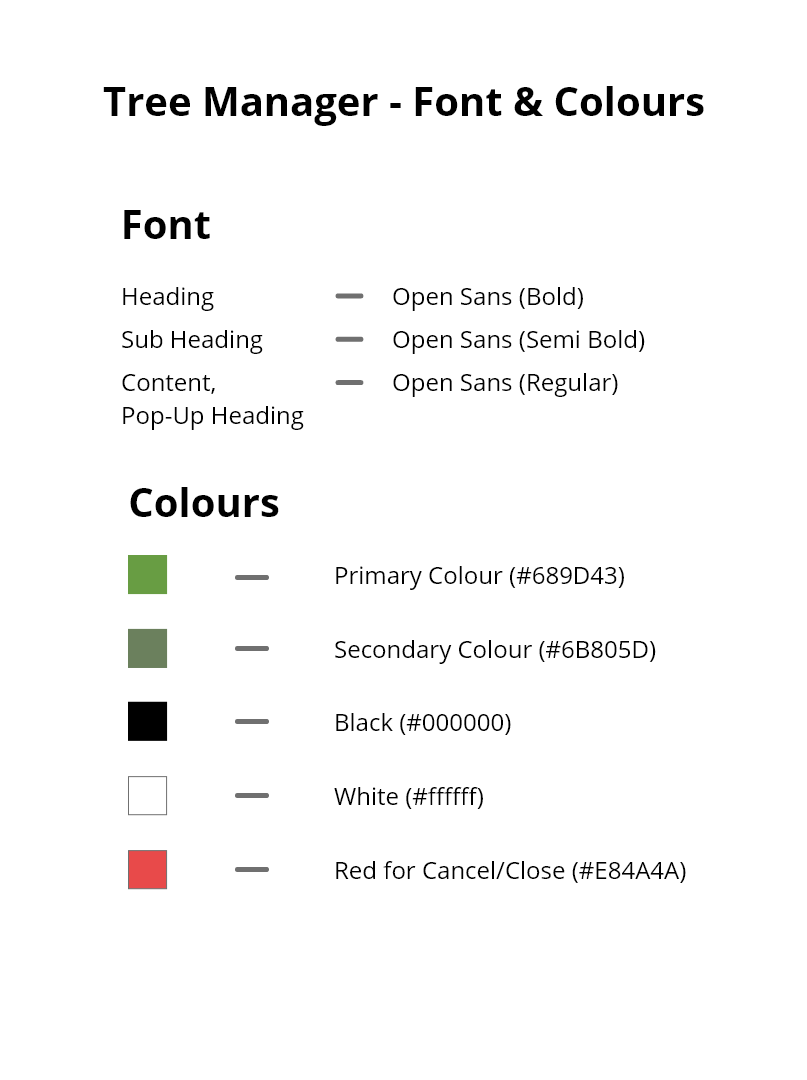 Tree Manager - Font & Colours
Font
Heading — Open Sans (Bold)
Sub Heading — Open Sans (Semi Bold)
Content, — Open Sans (Regular)
Pop-Up Heading
Colours
— Primary Colour (#689D43)
— Secondary Colour (#6B805D)
— Black (#000000)
— White (#ffffff)
— Red for Cancel/Close (#E84A4A)